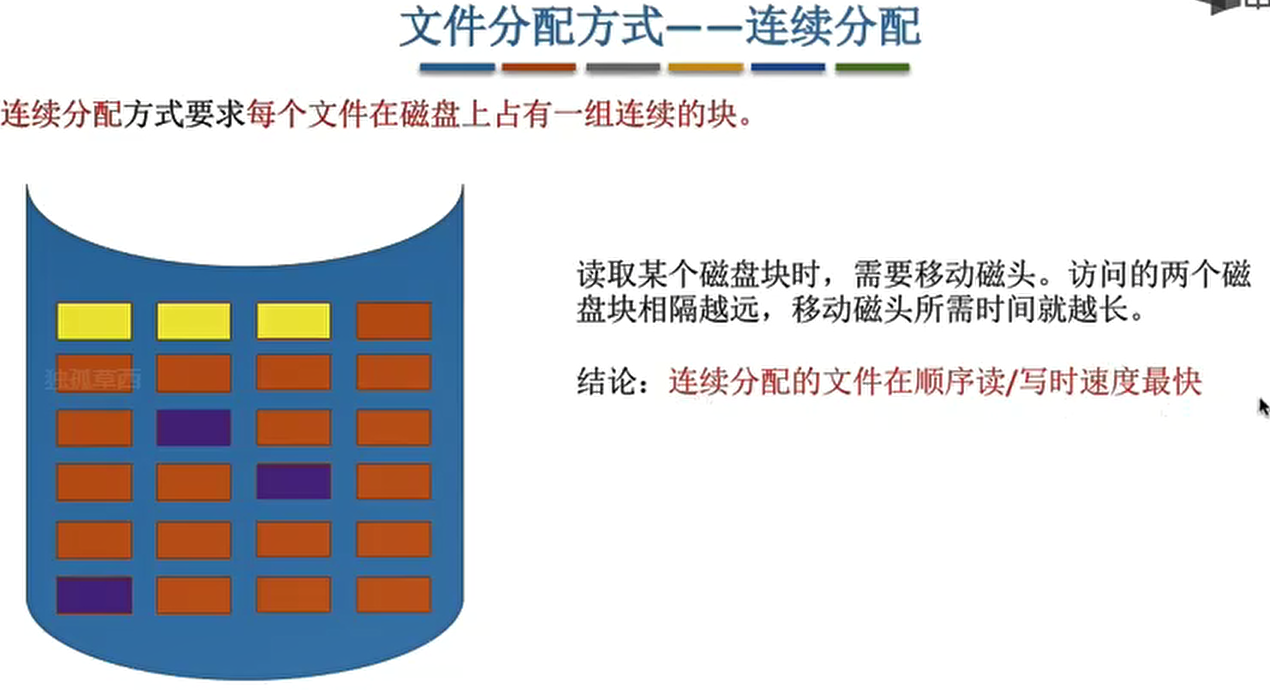 文件分配方式——连续分配
连续分配方式要求每个文件在磁盘上占有一组连续的块。
读取某个磁盘块时，需要移动磁头。访问的两个磁
盘块相隔越远，移动磁头所需时间就越长。
独孤草西
结论：连续分配的文件在顺序读/写时速度最快